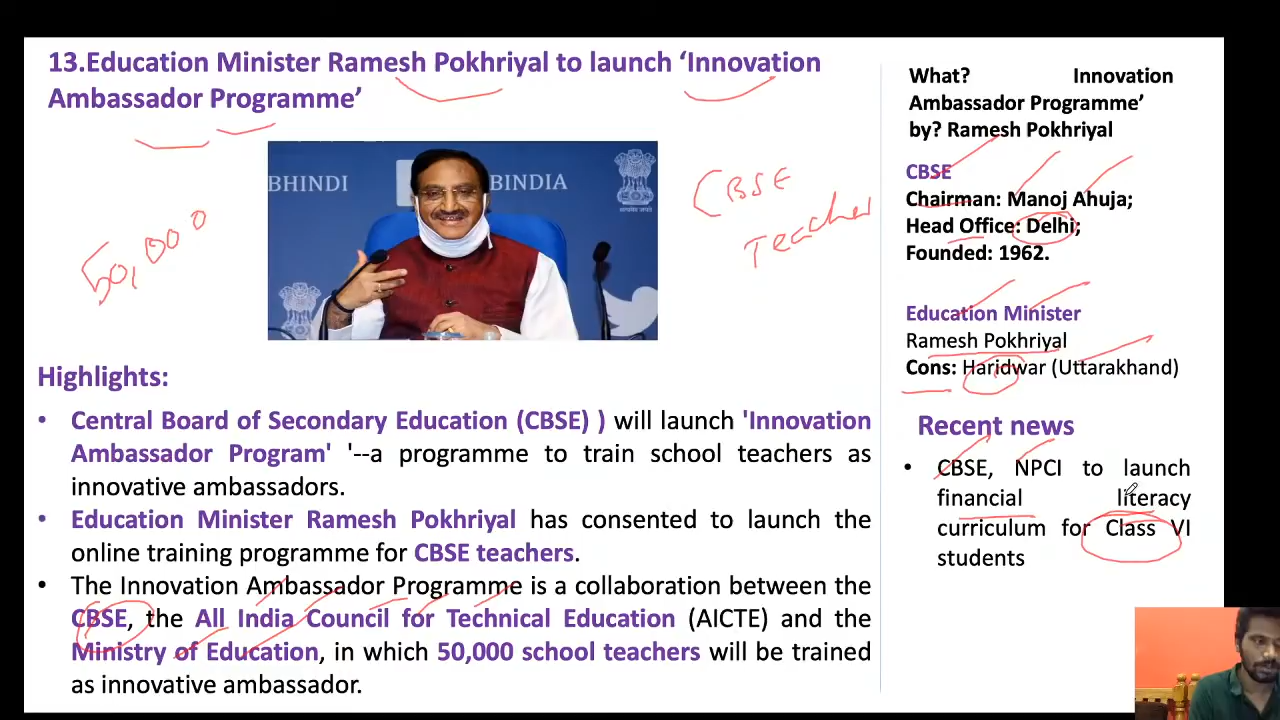 13.Education Minister Ramesh Pokhriyal to launch ‘Innovation
Ambassador Programme’
BHINDI
BINDIA
50,000
CBSE
Teacher
Highlights:
• Central Board of Secondary Education (CBSE) ) will launch 'Innovation
Ambassador Program' '--a programme to train school teachers as
innovative ambassadors.
• Education Minister Ramesh Pokhriyal has consented to launch the
online training programme for CBSE teachers.
• The Innovation Ambassador Programme is a collaboration between the
CBSE, the All India Council for Technical Education (AICTE) and the
Ministry of Education, in which 50,000 school teachers will be trained
as innovative ambassador.
What? Innovation
Ambassador Programme’
by? Ramesh Pokhriyal
CBSE
Chairman: Manoj Ahuja;
Head Office: Delhi;
Founded: 1962.
Education Minister
Ramesh Pokhriyal
Cons: Haridwar (Uttarakhand)
Recent news
• CBSE, NPCI to launch
financial literacy
curriculum for Class VI
students